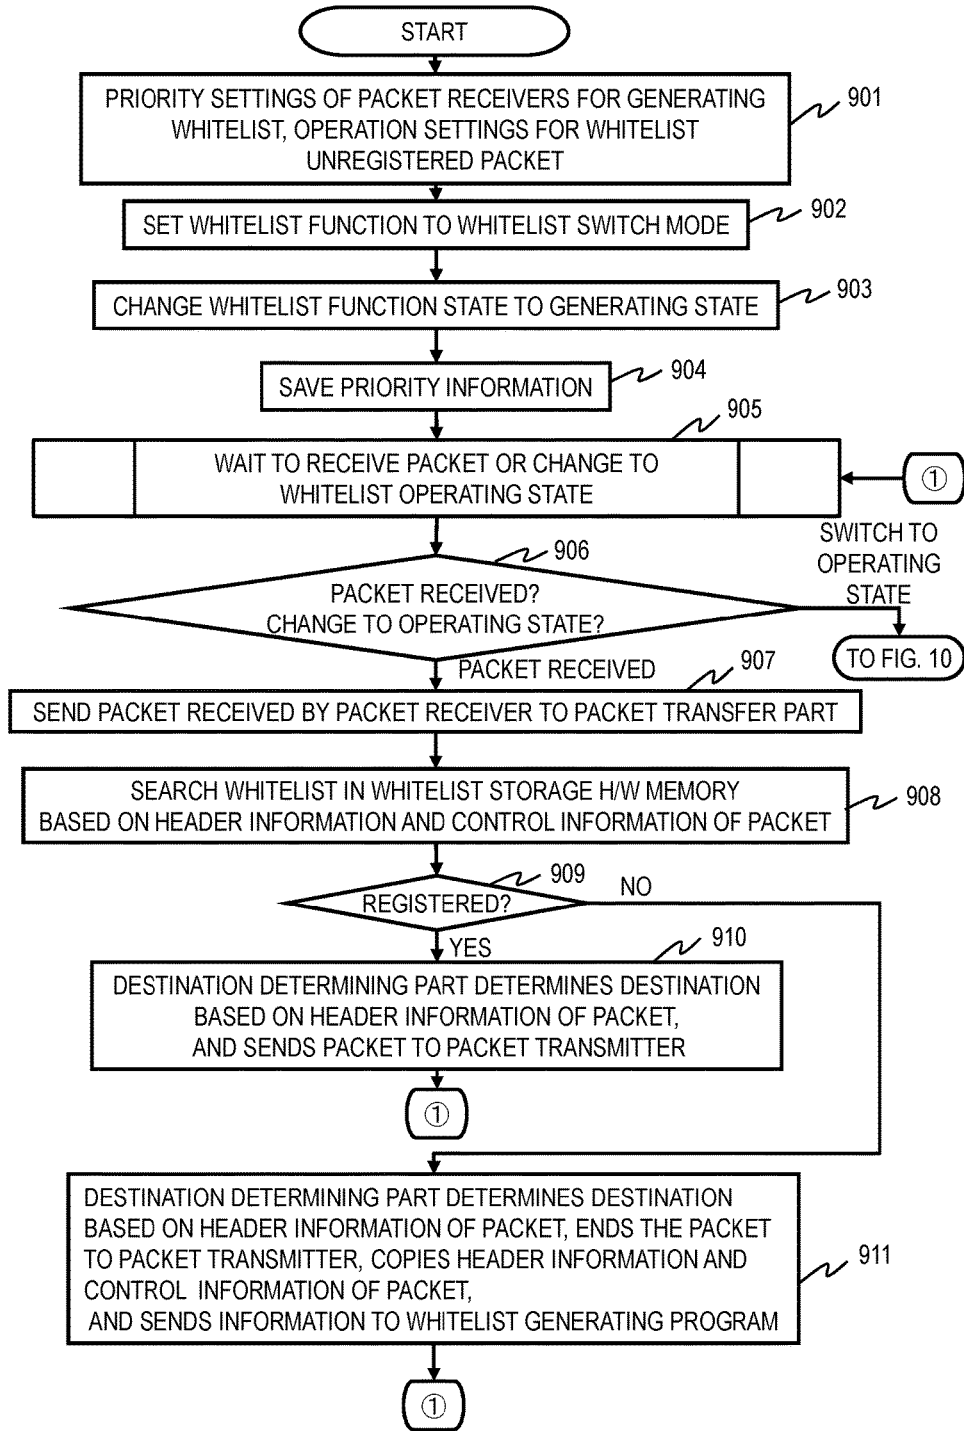 START
PRIORITY SETTINGS OF PACKET RECEIVERS FOR GENERATING
WHITELIST, OPERATION SETTINGS FOR WHITELIST
UNREGISTERED PACKET
901
SET WHITELIST FUNCTION TO WHITELIST SWITCH MODE
902
CHANGE WHITELIST FUNCTION STATE TO GENERATING STATE
903
SAVE PRIORITY INFORMATION
904
905
WAIT TO RECEIVE PACKET OR CHANGE TO
WHITELIST OPERATING STATE
①
906
PACKET RECEIVED?
CHANGE TO OPERATING STATE?
SWITCH TO
OPERATING
STATE
TO FIG. 10
PACKET RECEIVED
907
SEND PACKET RECEIVED BY PACKET RECEIVER TO PACKET TRANSFER PART
SEARCH WHITELIST IN WHITELIST STORAGE H/W MEMORY
BASED ON HEADER INFORMATION AND CONTROL INFORMATION OF PACKET
908
909
REGISTERED?
NO
YES
910
DESTINATION DETERMINING PART DETERMINES DESTINATION
BASED ON HEADER INFORMATION OF PACKET,
AND SENDS PACKET TO PACKET TRANSMITTER
①
DESTINATION DETERMINING PART DETERMINES DESTINATION
BASED ON HEADER INFORMATION OF PACKET, ENDS THE PACKET
TO PACKET TRANSMITTER, COPIES HEADER INFORMATION AND
CONTROL INFORMATION OF PACKET,
AND SENDS INFORMATION TO WHITELIST GENERATING PROGRAM
911
①